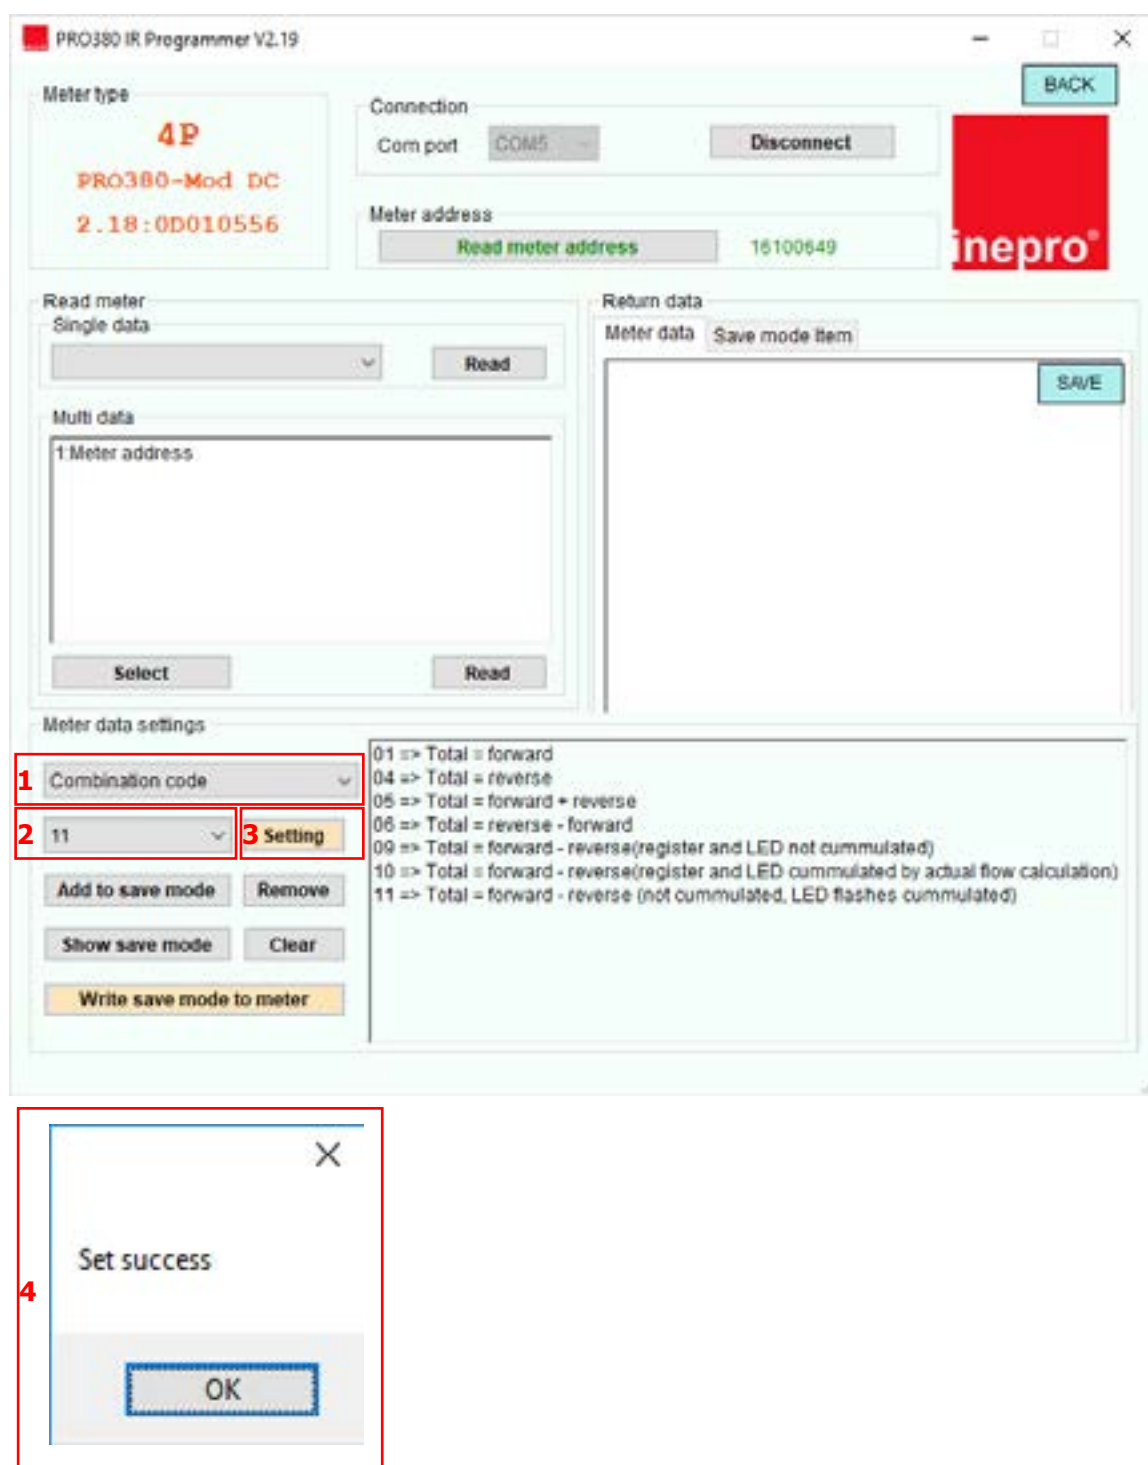 PRO380 IR Programmer V2.19
BACK
Meter type
4P
PRO380-Mod DC
2.18:0D010556
Connection
Com port
COM5
Disconnect
Meter address
Read meter address
16100649
inepro®
Read meter
Single data
Read
Multi data
1:Meter address
Select
Read
Return data
Meter data
Save mode Item
SAVE
Meter data settings
1
Combination code
2
11
3
Setting
Add to save mode
Remove
Show save mode
Clear
Write save mode to meter
01 => Total = forward
04 => Total = reverse
05 => Total = forward + reverse
06 => Total = reverse - forward
09 => Total = forward - reverse(register and LED not cummulated)
10 => Total = forward - reverse(register and LED cummulated by actual flow calculation)
11 => Total = forward - reverse (not cummulated, LED flashes cummulated)
4
Set success
OK